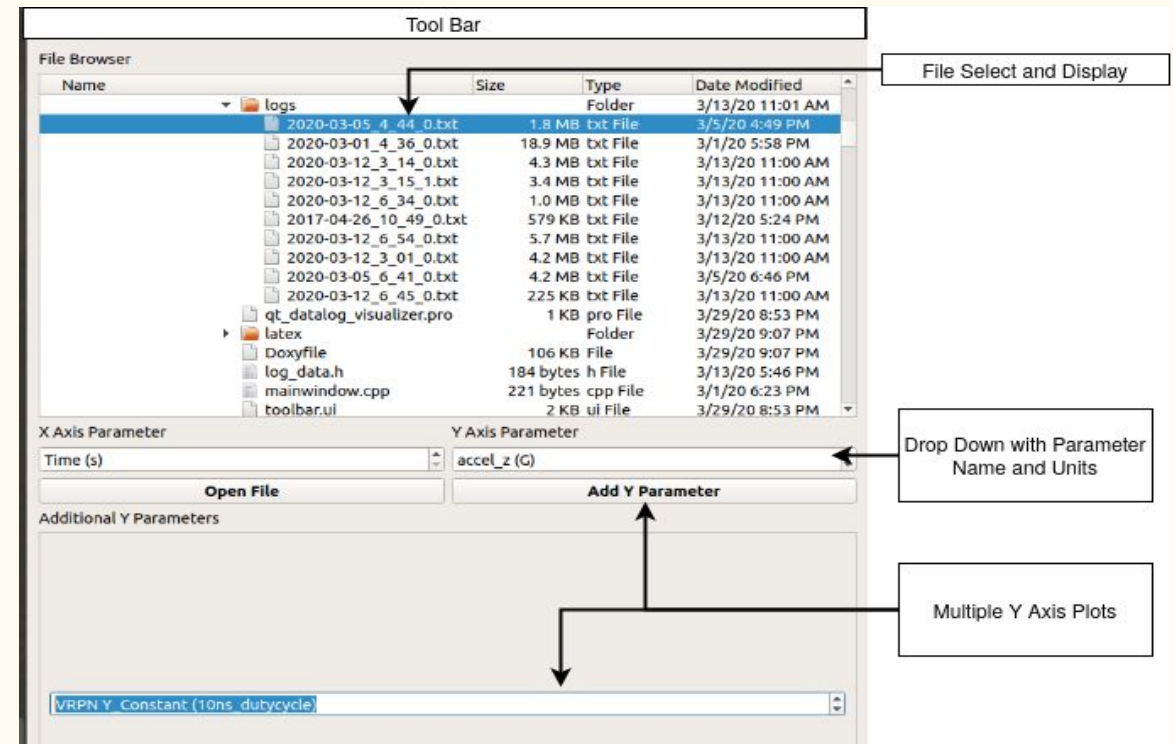 Tool Bar
File Browser
File Select and Display
Name Size Type Date Modified
logs Folder 3/13/20 11:01 AM
2020-03-05_4_44_0.txt 1.8 MB txt File 3/5/20 4:49 PM
2020-03-01_4_36_0.txt 18.9 MB txt File 3/1/20 5:58 PM
2020-03-12_3_14_0.txt 4.3 MB txt File 3/13/20 11:00 AM
2020-03-12_3_15_1.txt 3.4 MB txt File 3/13/20 11:00 AM
2020-03-12_6_34_0.txt 1.0 MB txt File 3/13/20 11:00 AM
2017-04-26_10_49_0.txt 579 KB txt File 3/12/20 5:24 PM
2020-03-12_6_54_0.txt 5.7 MB txt File 3/13/20 11:00 AM
2020-03-12_3_01_0.txt 4.2 MB txt File 3/13/20 11:00 AM
2020-03-05_6_41_0.txt 4.2 MB txt File 3/5/20 6:46 PM
2020-03-12_6_45_0.txt 225 KB txt File 3/13/20 11:00 AM
qt_datalog_visualizer.pro 1 KB pro File 3/29/20 8:53 PM
latex Folder 3/29/20 9:07 PM
Doxyfile 106 KB File 3/29/20 9:07 PM
log_data.h 184 bytes h File 3/13/20 5:46 PM
mainwindow.cpp 221 bytes cpp File 3/1/20 6:23 PM
toolbar.ui 2 KB ui File 3/29/20 8:53 PM
X Axis Parameter Y Axis Parameter
Time (s) accel_z (G)
Drop Down with Parameter
Name and Units
Open File Add Y Parameter
Additional Y Parameters
Multiple Y Axis Plots
VRPN Y_Constant (10ns_dutycycle)